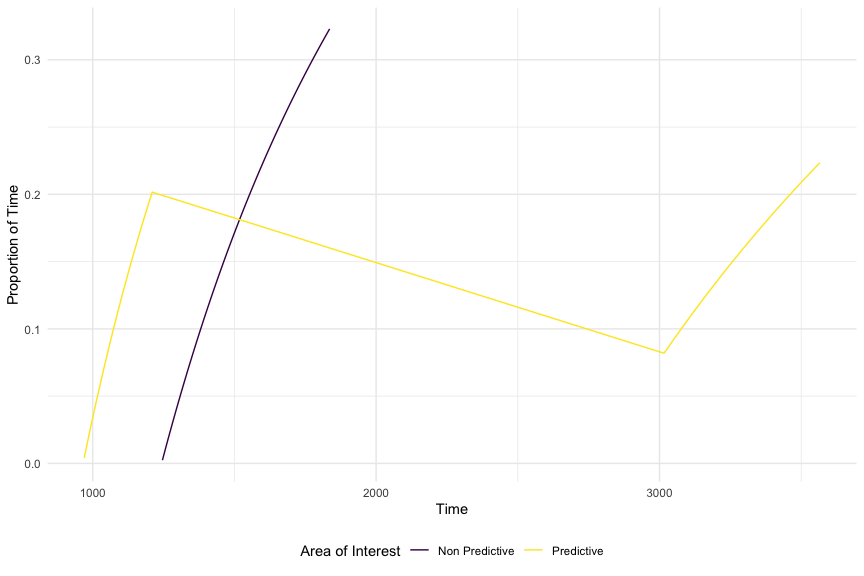 Proportion of Time
0.3
0.2
0.1
0.0
1000 2000 3000
Time
Area of Interest Non Predictive Predictive